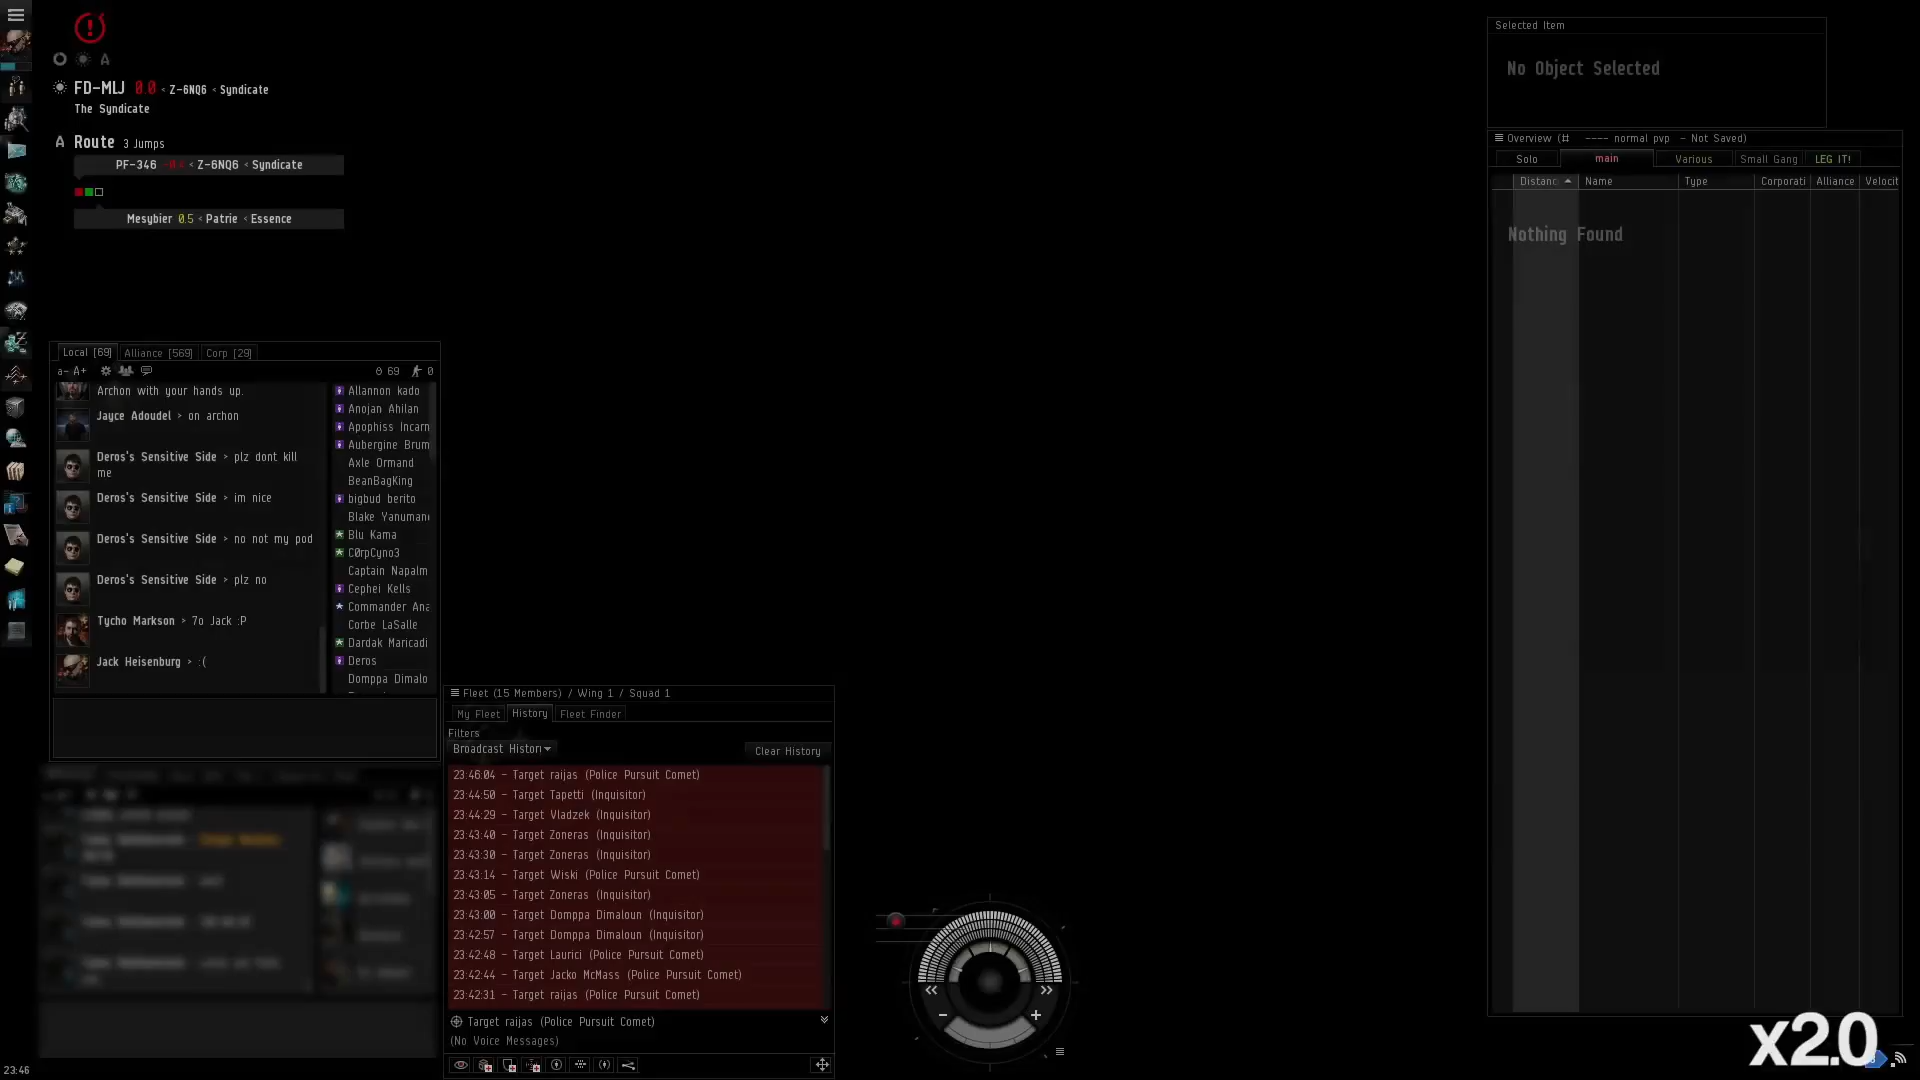 A
FD-MLJ 0.0 < Z-6NQ6 < Syndicate
The Syndicate
A Route 3 Jumps
PF-346 < Z-6NQ6 < Syndicate
Mesybier 0.5 < Patrie < Essence
Local [69] Alliance [569] Corp [29]
a- A+ 69 0
Archon with your hands up.
Jayce Adoudel > on archon
Deros's Sensitive Side > plz dont kill
me
Deros's Sensitive Side > im nice
Deros's Sensitive Side > no not my pod
Deros's Sensitive Side > plz no
Tycho Markson > 7o Jack :P
Jack Heisenburg > :(
Allannon kado
Anojan Ahilan
Apophiss Incarn
Aubergine Brum
Axle Ormand
BeanBagKing
bigbud berito
Blake Yanuman
Blu Kama
C0rpCyno3
Captain Napalm
Cephei Kells
Commander Ana
Corbe LaSalle
Dardak Maricadi
Deros
Domppa Dimalo
Fleet (15 Members) / Wing 1 / Squad 1
My Fleet History Fleet Finder
Filters
Broadcast Histor Clear History
23:46:04 - Target raijas (Police Pursuit Comet)
23:44:50 - Target Tapetti (Inquisitor)
23:44:29 - Target Vladzek (Inquisitor)
23:43:40 - Target Zoneras (Inquisitor)
23:43:30 - Target Zoneras (Inquisitor)
23:43:14 - Target Wiski (Police Pursuit Comet)
23:43:05 - Target Zoneras (Inquisitor)
23:43:00 - Target Domppa Dimaloun (Inquisitor)
23:42:57 - Target Domppa Dimaloun (Inquisitor)
23:42:48 - Target Laurici (Police Pursuit Comet)
23:42:44 - Target Jacko McMass (Police Pursuit Comet)
23:42:31 - Target raijas (Police Pursuit Comet)
Target raijas (Police Pursuit Comet)
(No Voice Messages)
23:46
Selected Item
No Object Selected
Overview (# ---- normal pvp - Not Saved)
Solo main Various Small Gang LEG IT!
Distanc Name Type Corporati Alliance Velocit
Nothing Found
x2.0